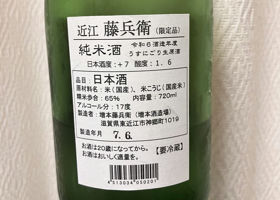 近江 藤兵衛(限定品)
純米酒 令和6酒造年度
うすにごり生原酒
日本酒度:+7 酸度:1.6
品目:日本酒
原材料名:米(国産)、米こうじ(国産米)
精米歩合:65% 内容量:720ml
アルコール分:17度
製造者:増本藤兵衛(増本酒造場)
滋賀県東近江市神郷町1019
製造年月 7.6.
お酒は20歳になってから。
お酒はおいしく適量を。
【要冷蔵】
4513034050201